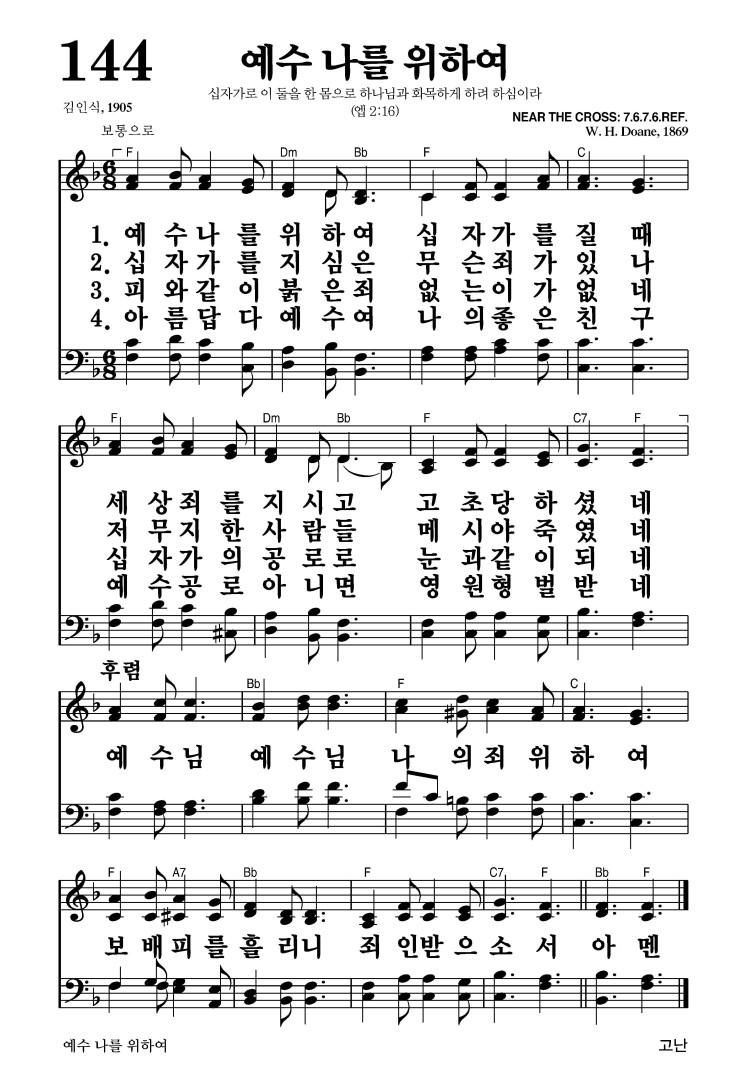 144
예수 나를 위하여
십자가로 이 둘을 한 몸으로 하나님과 화목하게 하려 하심이라
(엡 2:16)
김인식, 1905
NEAR THE CROSS: 7.6.7.6.REF.
보통으로
W. H. Doane, 1869
F Dm Bb F C
6 8
1. 예수나를위하여 십자가를질때
2. 십자가를지심은 무슨죄가있나
3. 피와같이붉은죄 없는이가없네
4. 아름답다예수여 나의좋은친구
6 8
F Dm Bb F C7 F
세상죄를지시고 고초당하셨네
저무지한사람들 메시야죽였네
십자가의공로로 눈과같이되네
예수공로아니면 영원형벌받네
후렴
Bb F C
예수님 예수님 나의죄위하여
F A7 Bb F C7 F Bb F
보배피를흘리니 죄인받으소서 아멘
예수 나를 위하여
고난